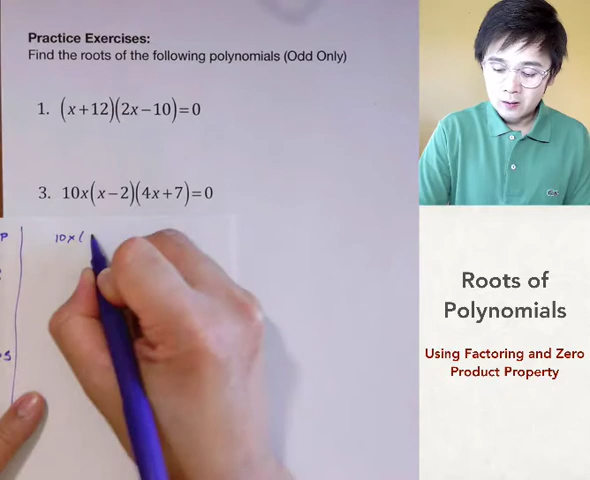 Practice Exercises:
Find the roots of the following polynomials (Odd Only)
1. (x+12)(2x−10)=0
3. 10x(x−2)(4x+7)=0
P
10x(
s
Roots of
Polynomials
Using Factoring and Zero
Product Property